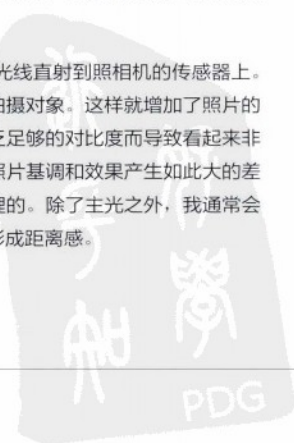 光线直射到照相机的传感器上。
拍摄对象。这样就增加了照片的
乏足够的对比度而导致看起来非
照片基调和效果产生如此大的差
理的。除了主光之外，我通常会
形成距离感。
PDG